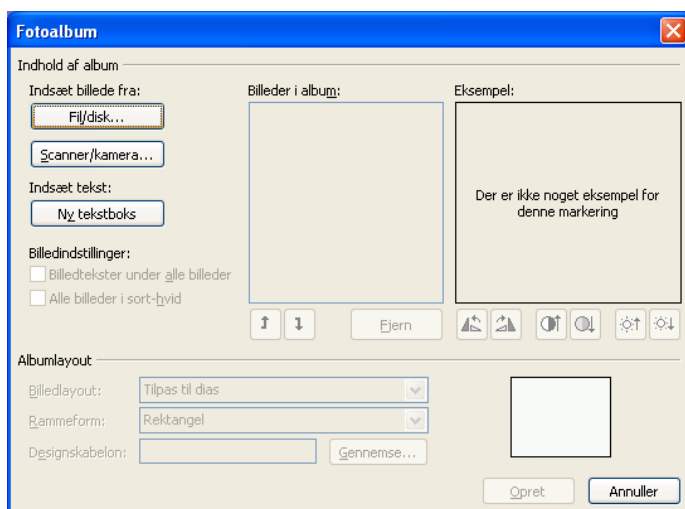 Fotoalbum
Indhold af album
Indsæt billede fra:
Fil/disk...
Scanner/kamera...
Indsæt tekst:
Ny tekstboks
Billedindstillinger:
Billedtekster under alle billeder
Alle billeder i sort-hvid
Billeder i album:
Fjern
Eksempel:
Der er ikke noget eksempel for
denne markering
Albumlayout
Billedlayout:
Tilpas til dias
Rammeform:
Rektangel
Designskabelon:
Gennemse...
Opret
Annuller